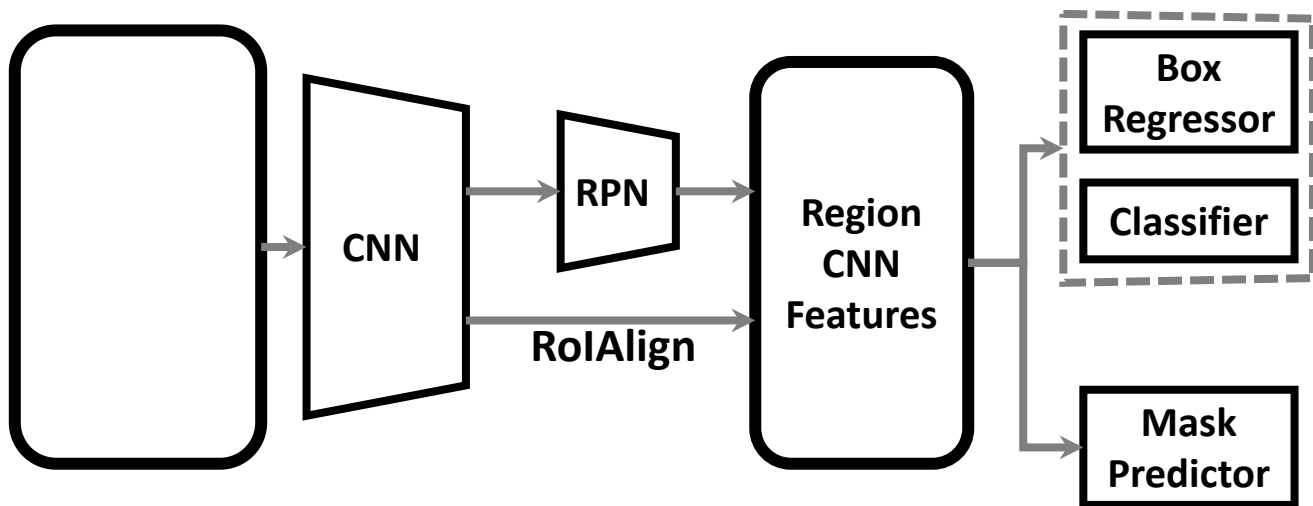 CNN
RPN
RoIAlign
Region
CNN
Features
Box
Regressor
Classifier
Mask
Predictor